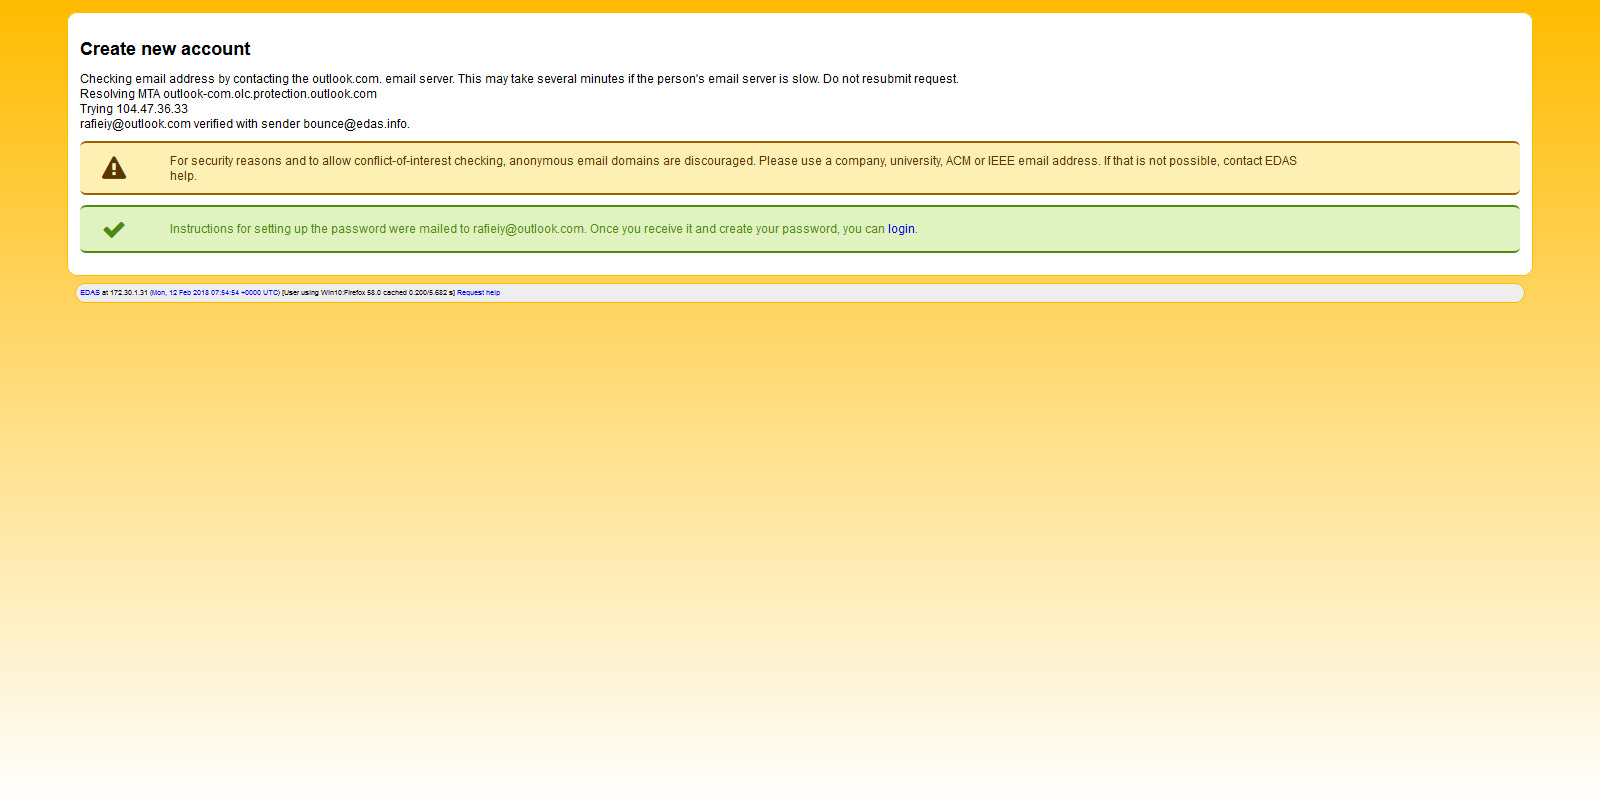 Create new account
Checking email address by contacting the outlook.com. email server. This may take several minutes if the person's email server is slow. Do not resubmit request.
Resolving MTA outlook-com.olc.protection.outlook.com
Trying 104.47.36.33
rafieiy@outlook.com verified with sender bounce@edas.info.
For security reasons and to allow conflict-of-interest checking, anonymous email domains are discouraged. Please use a company, university, ACM or IEEE email address. If that is not possible, contact EDAS
help.
Instructions for setting up the password were mailed to rafieiy@outlook.com. Once you receive it and create your password, you can login.
EDAS at 172.30.1.31 (Mon, 12 Feb 2018 07:54:54 +0000 UTC) [User using Win10:Firefox 58.0 cached 0.200/5.682 s] Request help